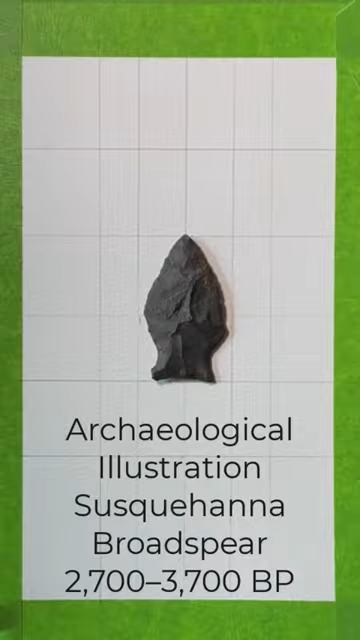 Archaeological
Illustration
Susquehanna
Broadspear
2,700–3,700 BP